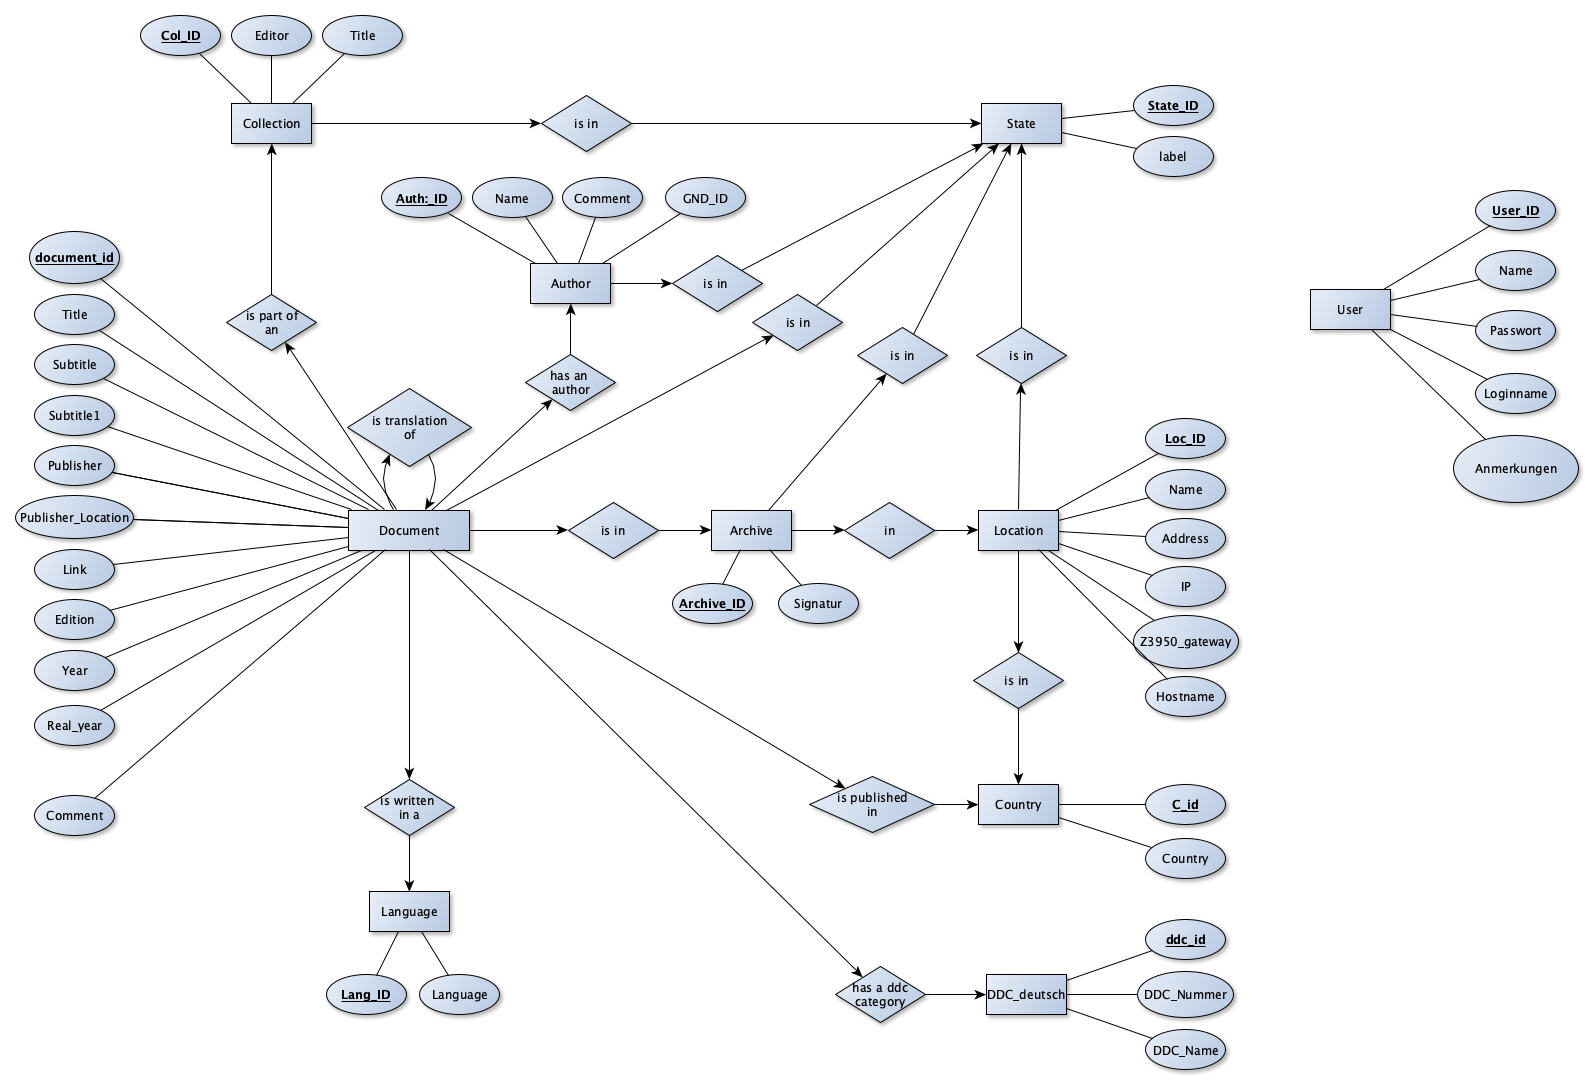 Col_ID
Editor
Title
Collection
is in
State
State_ID
label
Auth:_ID
Name
Comment
GND_ID
Author
is in
User_ID
Name
User
Passwort
Loginname
Anmerkungen
document_id
Title
Subtitle
Subtitle1
Publisher
Publisher_Location
Link
Edition
Year
Real_year
Comment
is part of
an
is translation
of
has an
author
is in
is in
is in
Document
is in
Archive
in
Location
Archive_ID
Signatur
Loc_ID
Name
Address
IP
Z3950_gateway
Hostname
is in
is written
in a
is published
in
Country
C_id
Country
Language
Lang_ID
Language
has a ddc
category
DDC_deutsch
ddc_id
DDC_Nummer
DDC_Name